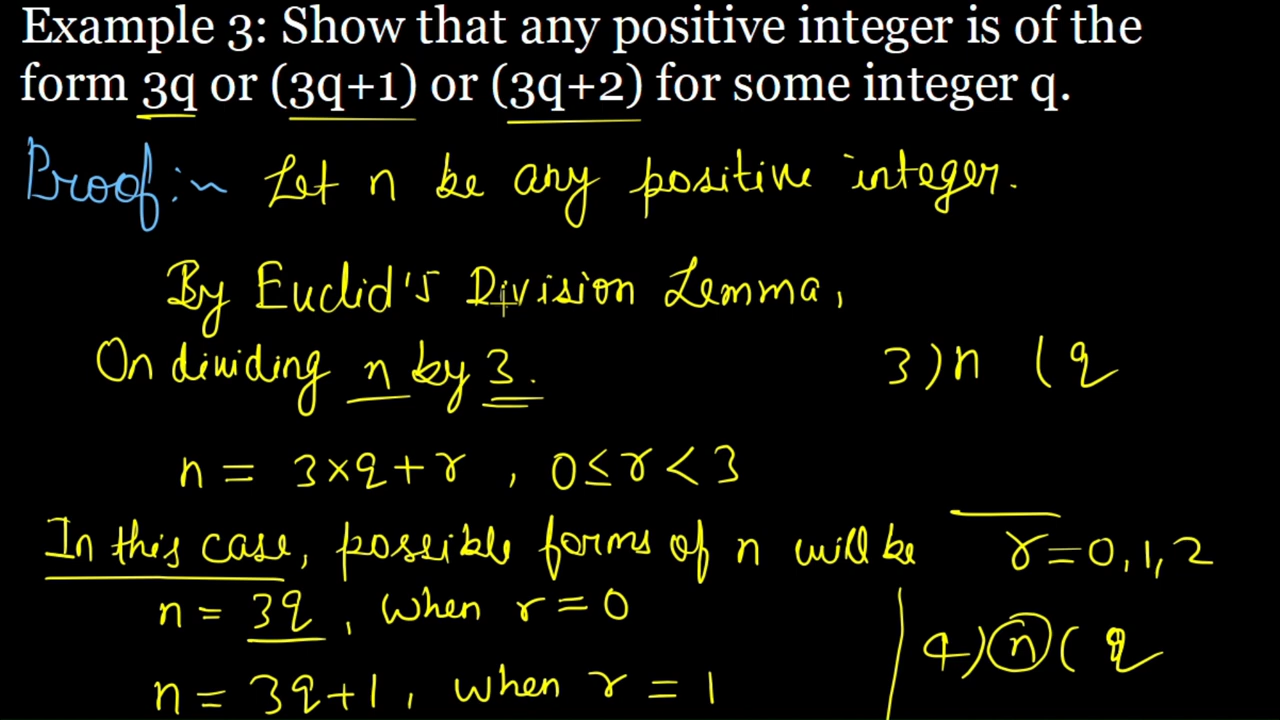 Example 3: Show that any positive integer is of the
form 3q or (3q+1) or (3q+2) for some integer q.
Proof:~ Let n be any positive integer.
By Euclid's Division Lemma,
On dividing n by 3.
3)n ( q
n = 3×q+r , 0≤r<3
In this case, possible forms of n will be
r=0,1,2
n = 3q , when r=0
4)n( q
n = 3q+1, when r = 1